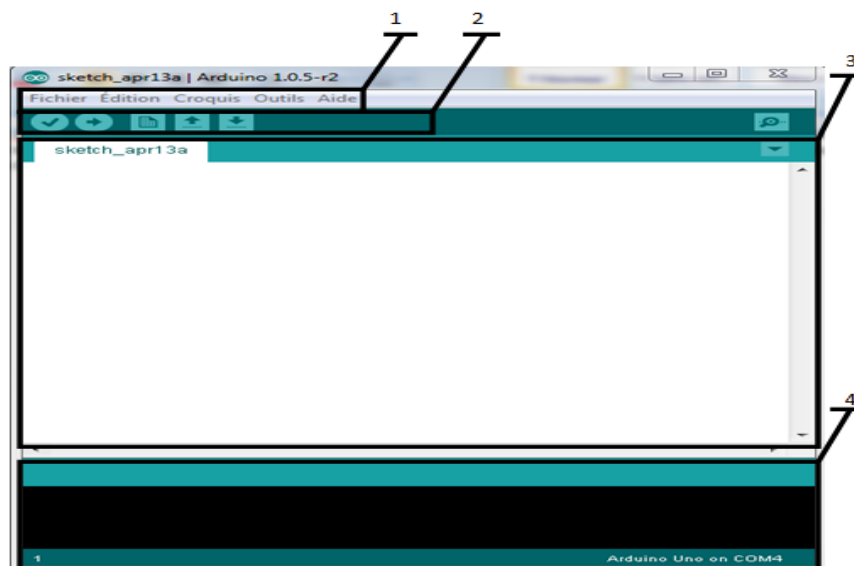 1 2
sketch_apr13a | Arduino 1.0.5-r2
3
Fichier Édition Croquis Outils Aide
sketch_apr13a
4
1 Arduino Uno on COM4